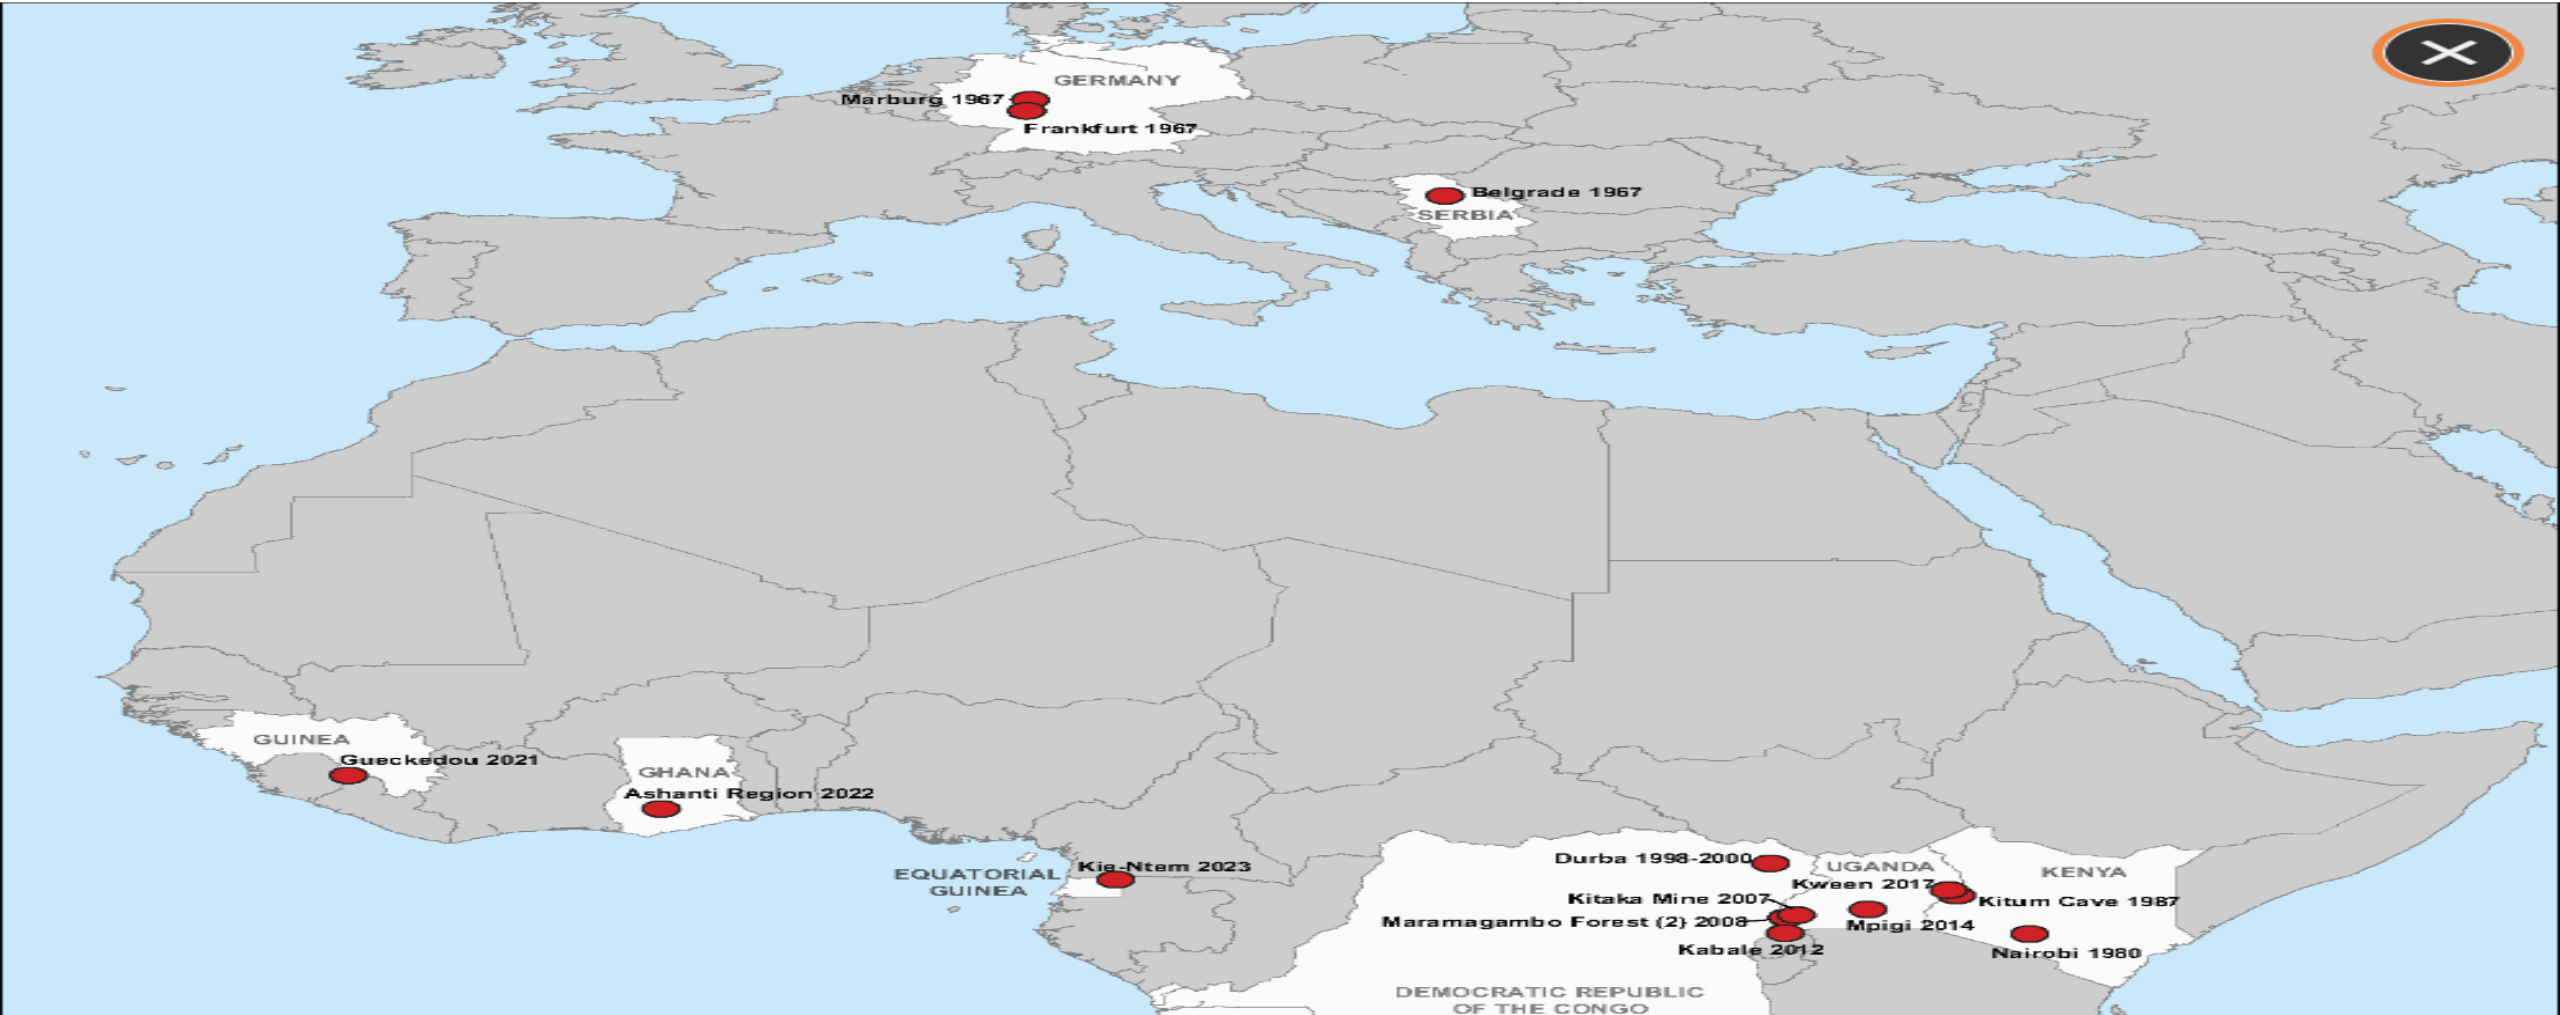 GERMANY
Marburg 1967
Frankfurt 1967
Belgrade 1967
SERBIA
GUINEA
Gueckedou 2021
GHANA
Ashanti Region 2022
Kie-Ntem 2023
EQUATORIAL
GUINEA
Durba 1998-2000
UGANDA
KENYA
Kween 2017
Kitaka Mine 2007
Kitum Cave 1987
Maramagambo Forest (2) 2008
Mpigi 2014
Kabale 2012
Nairobi 1980
DEMOCRATIC REPUBLIC
OF THE CONGO